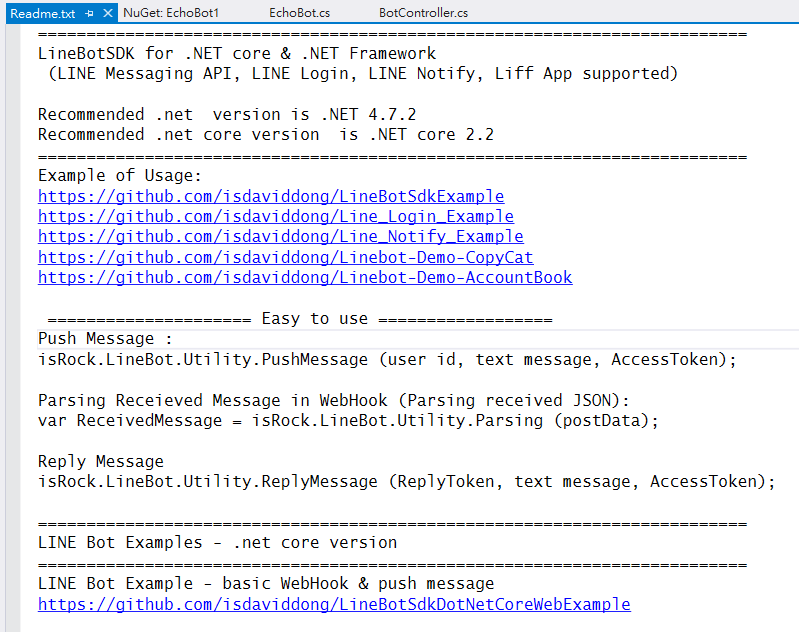 Readme.txt NuGet: EchoBot1 EchoBot.cs BotController.cs
=========================================================================
LineBotSDK for .NET core & .NET Framework
(LINE Messaging API, LINE Login, LINE Notify, Liff App supported)
Recommended .net  version is .NET 4.7.2
Recommended .net core version  is .NET core 2.2
=========================================================================
Example of Usage:
https://github.com/isdaviddong/LineBotSdkExample
https://github.com/isdaviddong/Line_Login_Example
https://github.com/isdaviddong/Line_Notify_Example
https://github.com/isdaviddong/Linebot-Demo-CopyCat
https://github.com/isdaviddong/Linebot-Demo-AccountBook
===================== Easy to use ==================
Push Message :
isRock.LineBot.Utility.PushMessage (user id, text message, AccessToken);
Parsing Receieved Message in WebHook (Parsing received JSON):
var ReceivedMessage = isRock.LineBot.Utility.Parsing (postData);
Reply Message
isRock.LineBot.Utility.ReplyMessage (ReplyToken, text message, AccessToken);
=========================================================================
LINE Bot Examples - .net core version
=========================================================================
LINE Bot Example - basic WebHook & push message
https://github.com/isdaviddong/LineBotSdkDotNetCoreWebExample